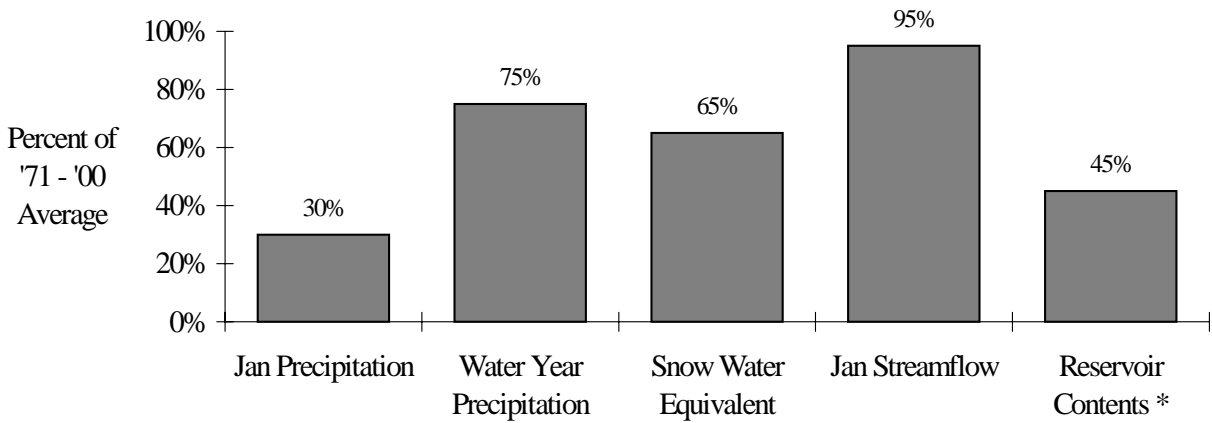 100%
80%
60%
40%
20%
0%
Percent of
'71 - '00
Average
30%
75%
65%
95%
45%
Jan Precipitation
Water Year
Precipitation
Snow Water
Equivalent
Jan Streamflow
Reservoir
Contents *